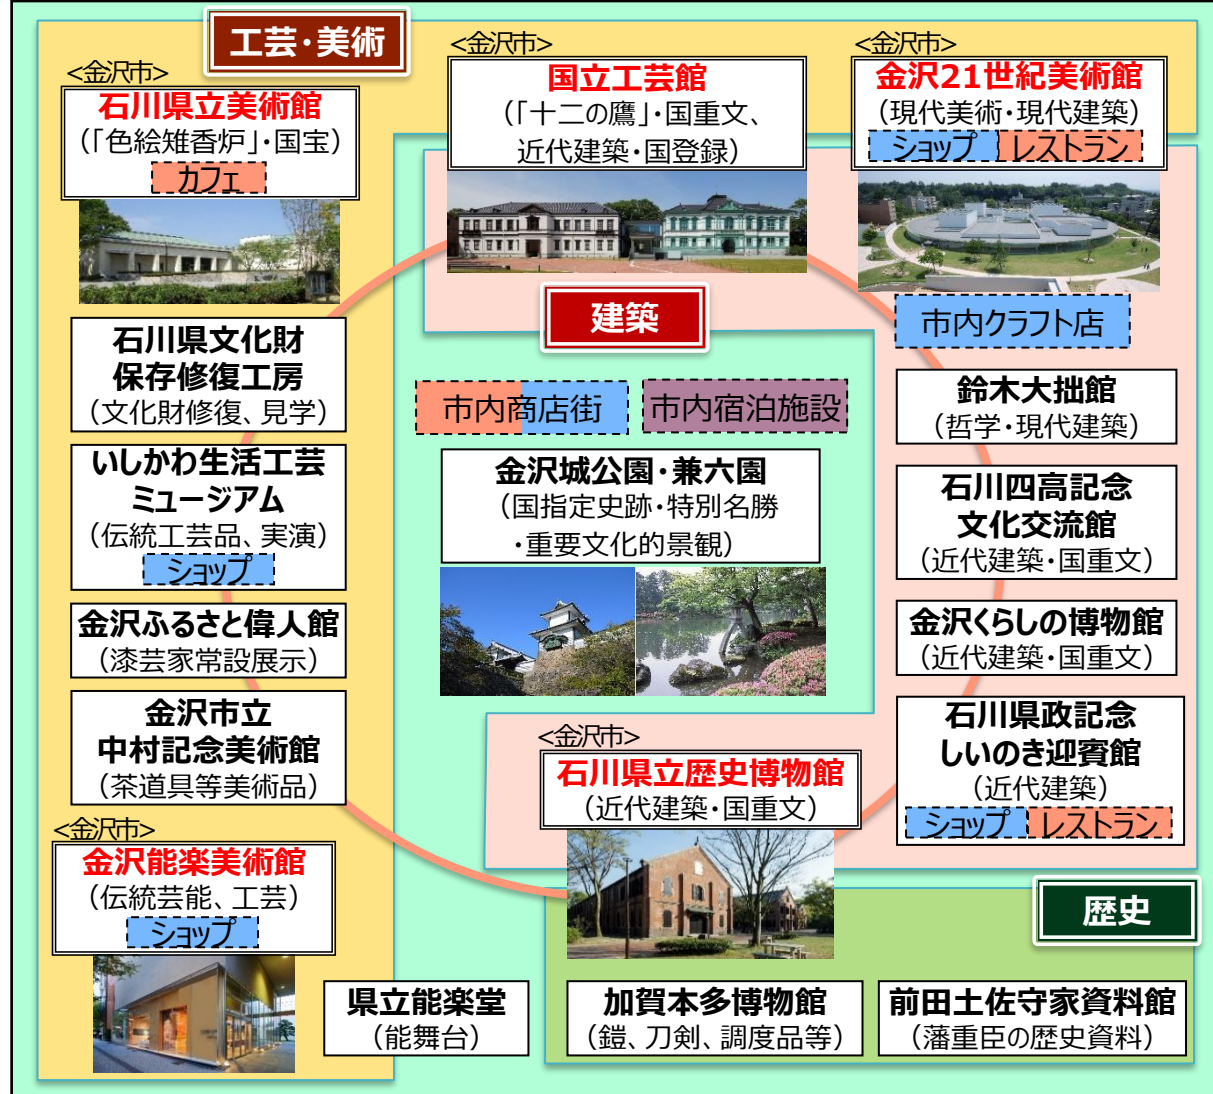 工芸・美術
<金沢市>
石川県立美術館
（「色絵雉香炉」・国宝）
カフェ
石川県文化財
保存修復工房
（文化財修復、見学）
いしかわ生活工芸
ミュージアム
（伝統工芸品、実演）
ショップ
金沢ふるさと偉人館
（漆芸家常設展示）
金沢市立
中村記念美術館
（茶道具等美術品）
<金沢市>
金沢能楽美術館
（伝統芸能、工芸）
ショップ
県立能楽堂
（能舞台）
<金沢市>
国立工芸館
（「十二の鷹」・国重文、
近代建築・国登録）
<金沢市>
金沢21世紀美術館
（現代美術・現代建築）
ショップ レストラン
建築
市内クラフト店
市内商店街
市内宿泊施設
金沢城公園・兼六園
（国指定史跡・特別名勝
・重要文化的景観）
鈴木大拙館
（哲学・現代建築）
石川四高記念
文化交流館
（近代建築・国重文）
金沢くらしの博物館
（近代建築・国重文）
石川県政記念
しいのき迎賓館
（近代建築）
ショップ レストラン
<金沢市>
石川県立歴史博物館
（近代建築・国重文）
歴史
加賀本多博物館
（鎧、刀剣、調度品等）
前田土佐守家資料館
（藩重臣の歴史資料）